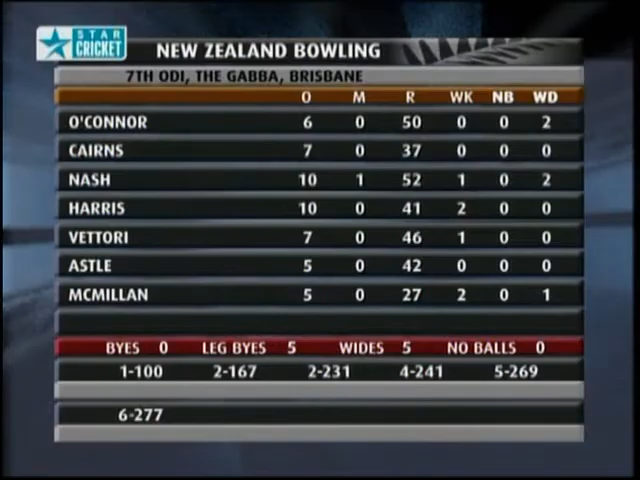 STAR
CRICKET
NEW ZEALAND BOWLING
7TH ODI, THE GABBA, BRISBANE
O M R WK NB WD
O'CONNOR 6 0 50 0 0 2
CAIRNS 7 0 37 0 0 0
NASH 10 1 52 1 0 2
HARRIS 10 0 41 2 0 0
VETTORI 7 0 46 1 0 0
ASTLE 5 0 42 0 0 0
MCMILLAN 5 0 27 2 0 1
BYES 0 LEG BYES 5 WIDES 5 NO BALLS 0
1-100 2-167 2-231 4-241 5-269
6-277